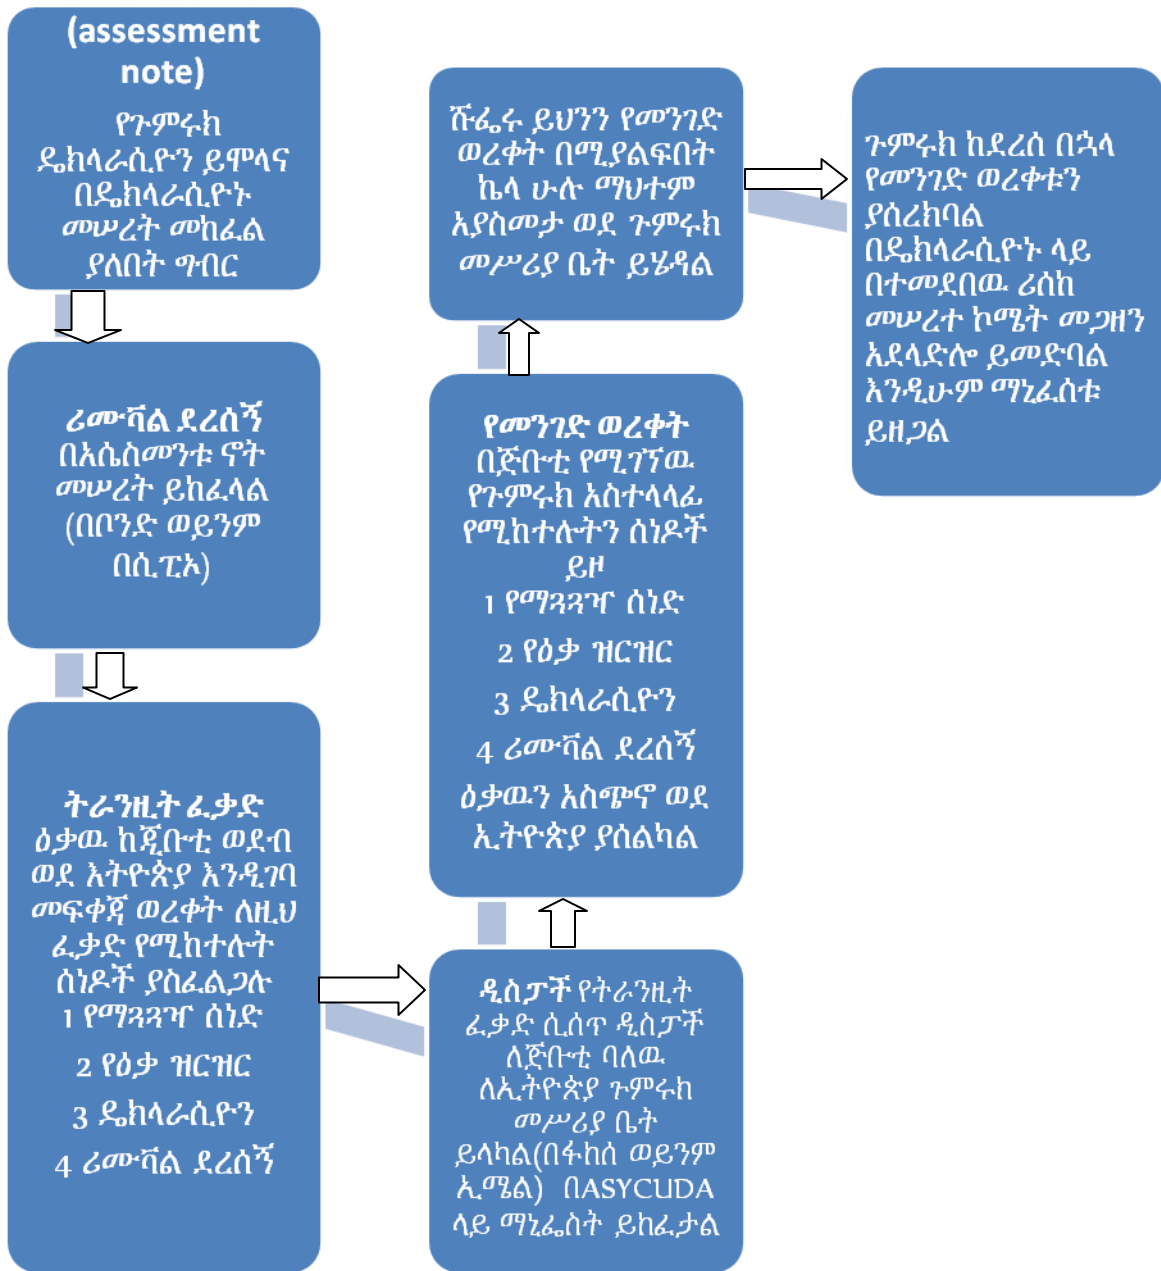 (assessment
note)
የጉምሩክ
ዴክላራሲዮን ይሞላና
በዴክላራሲዮኑ
መሠረት መከፈል
ያለበት ግብር
ሪሙቫል ደረሰኝ
በአሴስመንቱ ኖት
መሠረት ይከፈላል
(በቦንድ ወይንም
በሲፒኦ)
ትራንዚት ፈቃድ
ዕቃዉ ከጂቡቲ ወደብ
ወደ እትዮጵያ እንዲገባ
መፍቀጃ ወረቀት ለዚህ
ፈቃድ የሚከተሉት
ሰነዶች ያስፈልጋሉ
1 የማጓጓዣ ሰነድ
2 የዕቃ ዝርዝር
3 ዴክላራሲዮን
4 ሪሙቫል ደረሰኝ
ዲስፓች የትራንዚት
ፈቃድ ሲሰጥ ዲስፓች
ለጅቡቲ ባለዉ
ለኢትዮጵያ ጉምሩክ
መሥሪያ ቤት
ይላካል(በፋከሰ ወይንም
ኢሜል) በASYCUDA
ላይ ማኒፌስት ይከፈታል
የመንገድ ወረቀት
በጅቡቲ የሚገኘዉ
የጉምሩክ አስተላላፊ
የሚከተሉትን ሰነዶች
ይዞ
1 የማጓጓዣ ሰነድ
2 የዕቃ ዝርዝር
3 ዴክላራሲዮን
4 ሪሙቫል ደረሰኝ
ዕቃዉን አስጭኖ ወደ
ኢትዮጵያ ያሰልካል
ሹፌሩ ይህንን የመንገድ
ወረቀት በሚያልፍበት
ኬላ ሁሉ ማህተም
አያስመታ ወደ ጉምሩክ
መሥሪያ ቤት ይሄዳል
ጉምሩክ ከደረሰ በኋላ
የመንገድ ወረቀቱን
ያሰረክባል
በዴክላራሲዮኑ ላይ
በተመደበዉ ሪሰከ
መሠረተ ኮሜት መጋዘን
አደላድሎ ይመድባል
እንዲሁም ማኒፈሰቱ
ይዘጋል